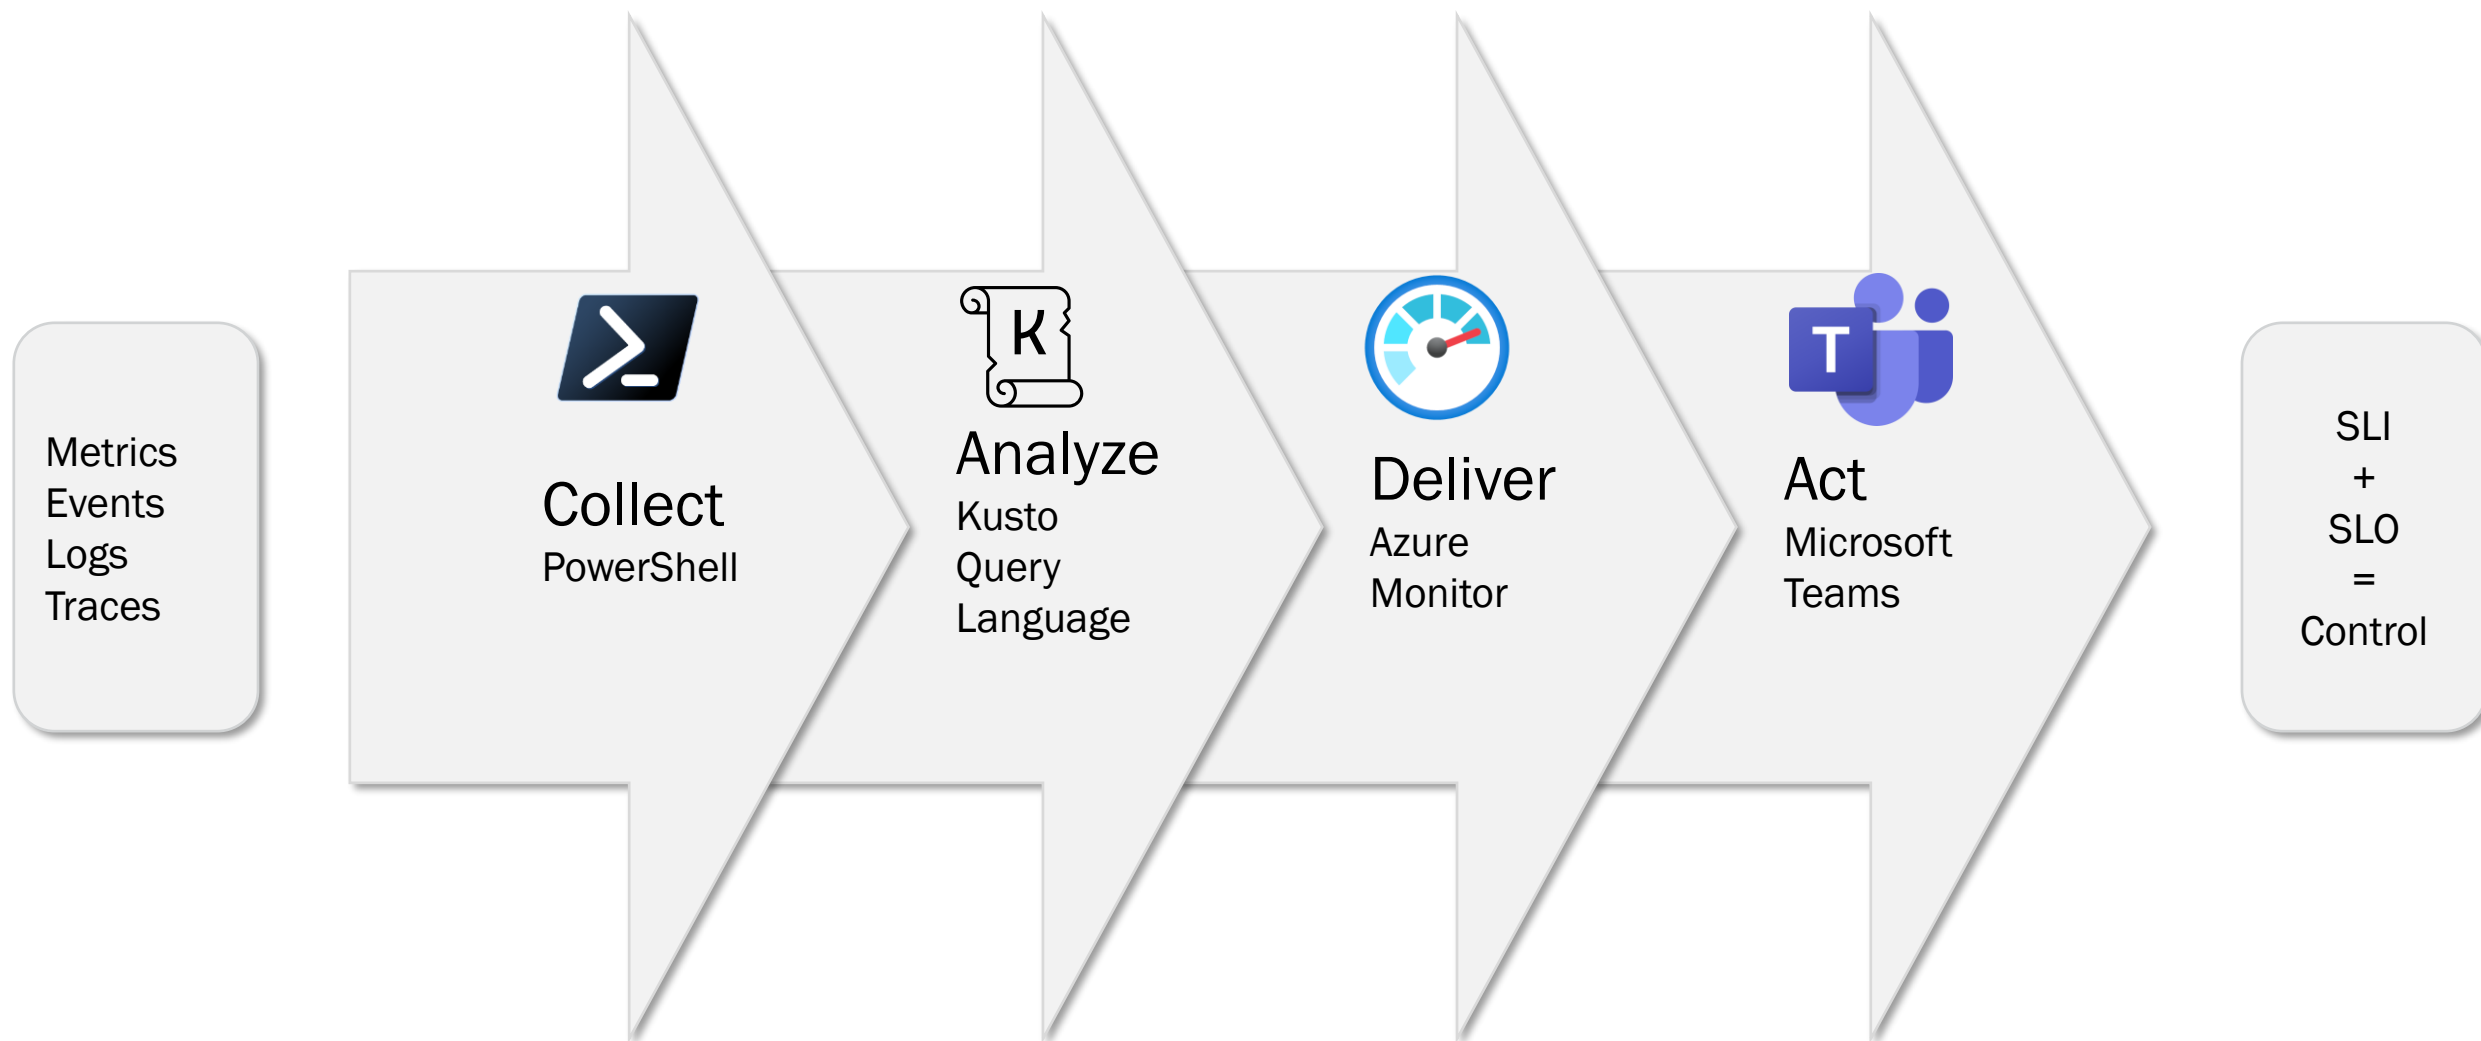 Metrics
Events
Logs
Traces
Collect
PowerShell
K
Analyze
Kusto
Query
Language
Deliver
Azure
Monitor
T
Act
Microsoft
Teams
SLI
+
SLO
=
Control